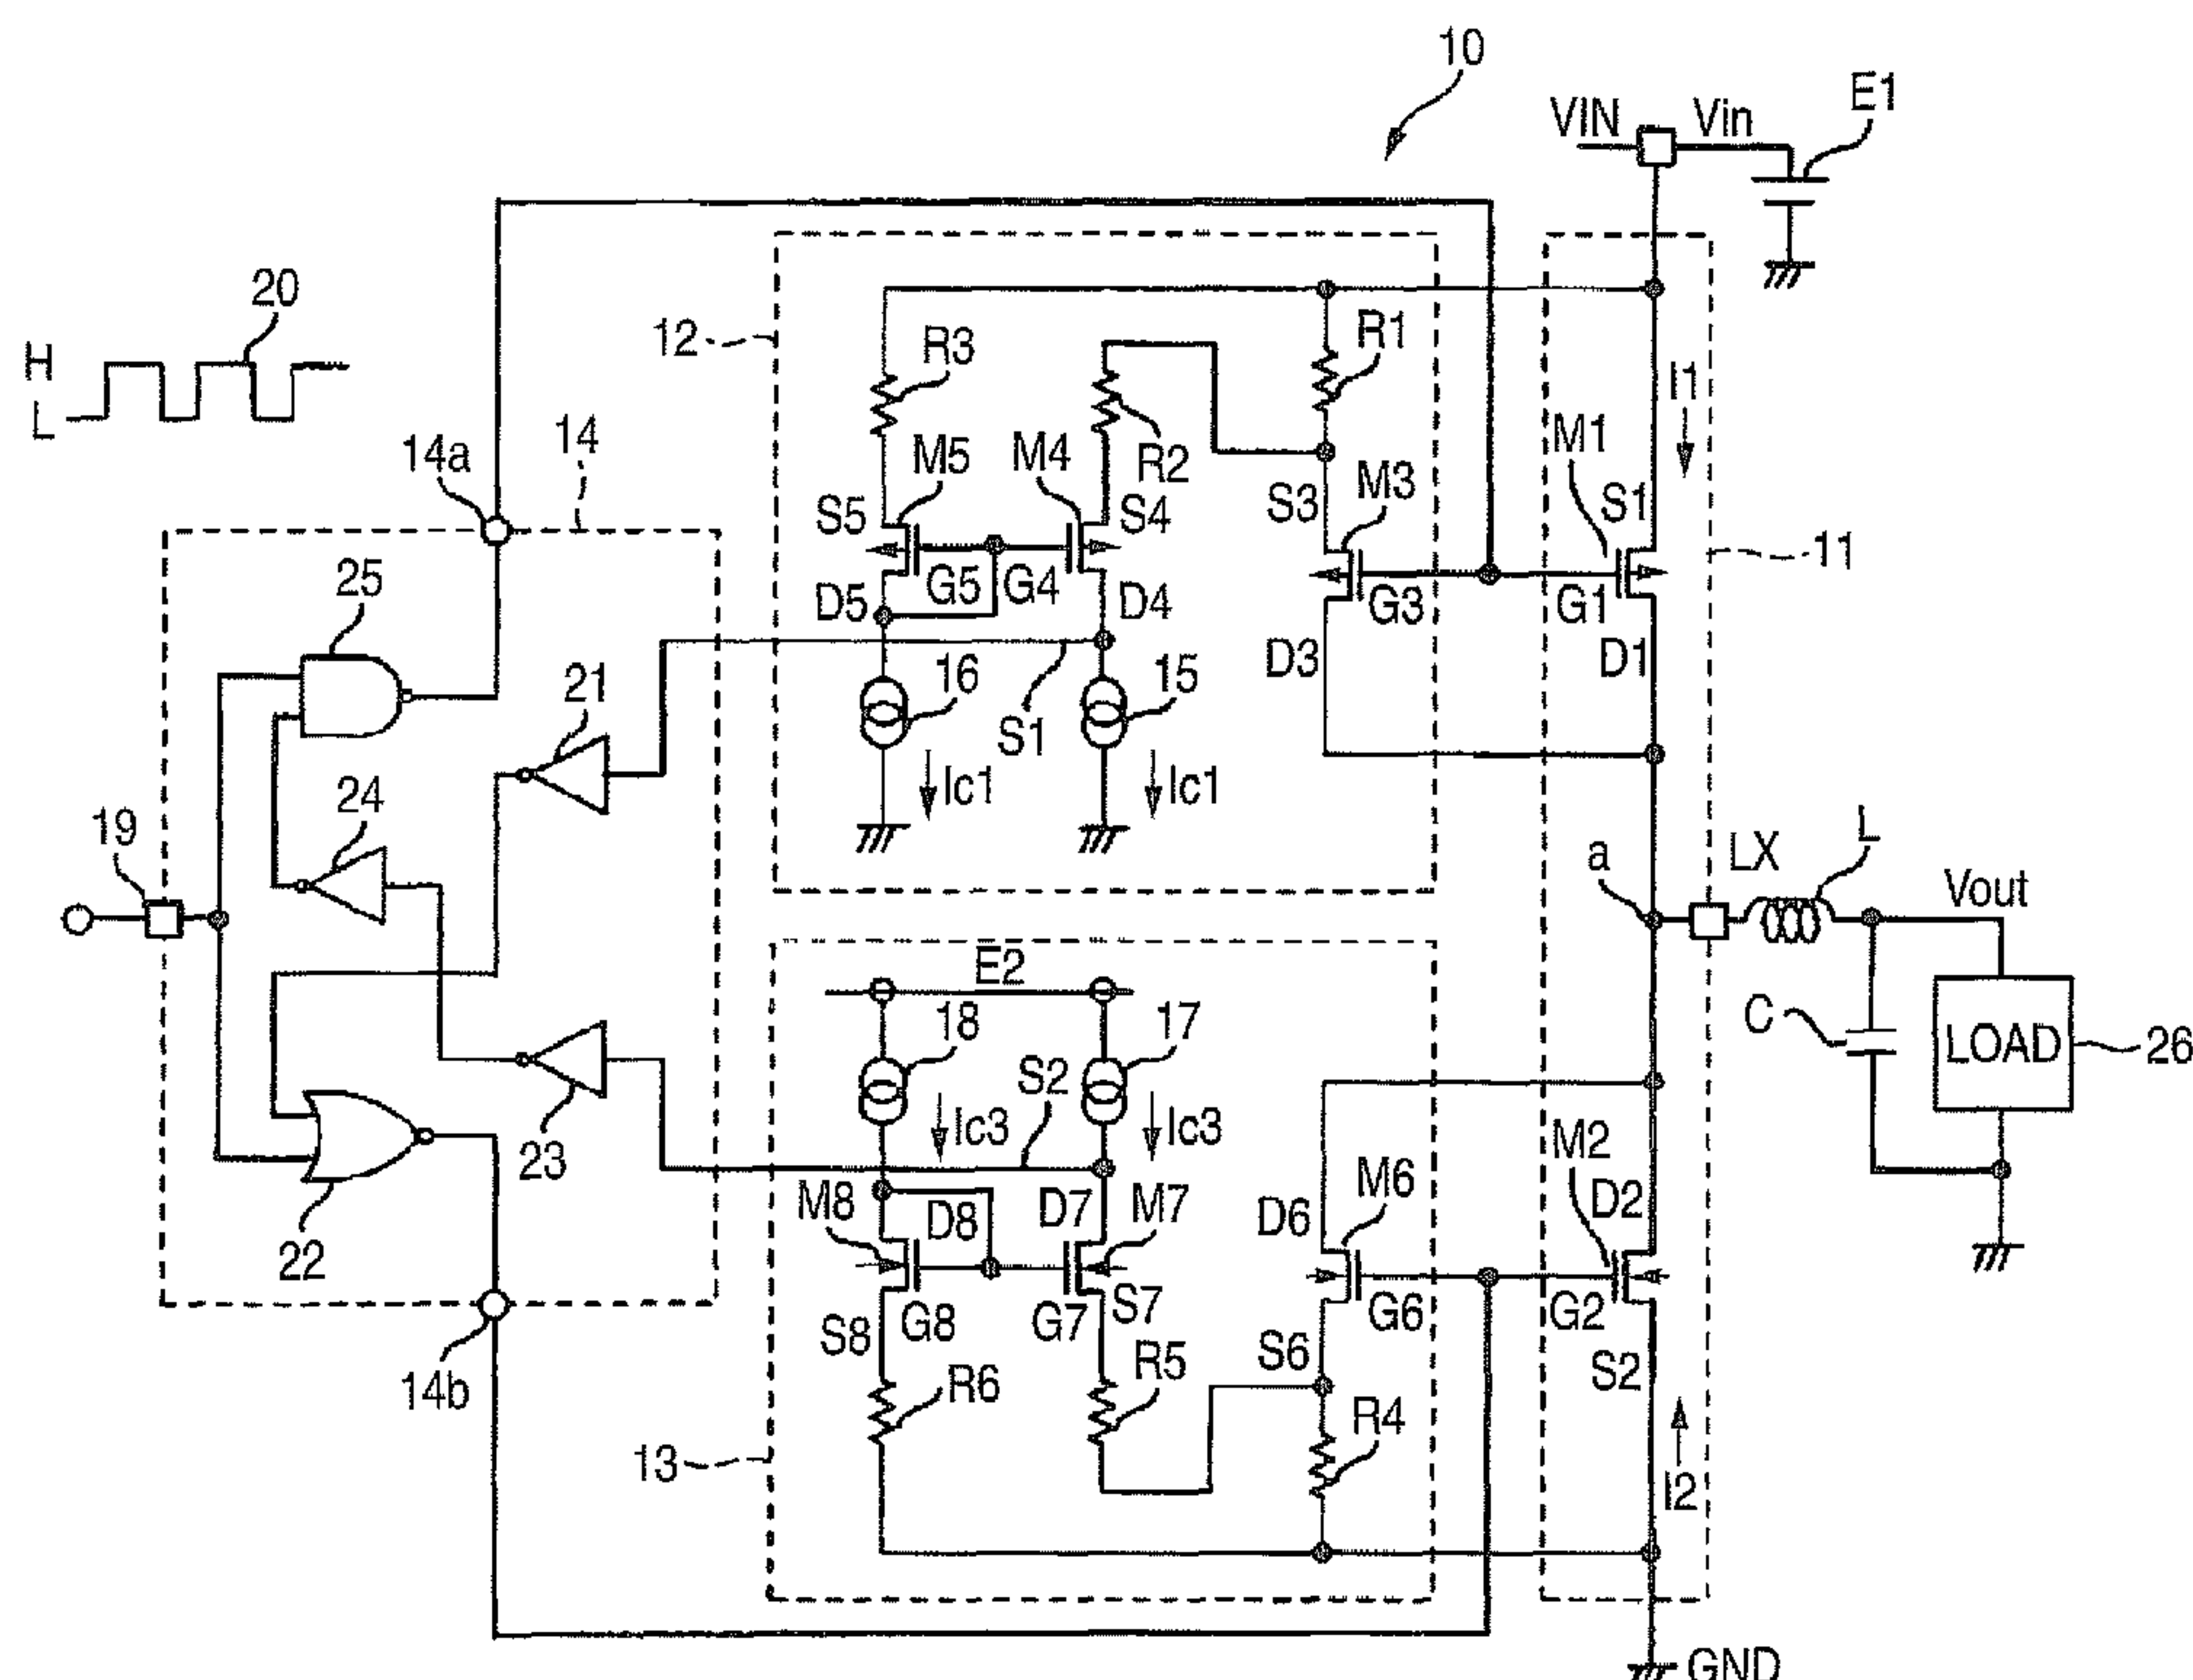 10
E1
VIN
Vin
20
12
H
L
R3
R1
I1
14
14a
M5
M4
R2
M3
M1
S5
S4
S3
S1
11
25
G5
G4
G3
G1
D5
D4
D3
D1
21
16
15
S1
24
Ic1
Ic1
19
a
LX
L
Vout
E2
18
17
C
LOAD
26
S2
Ic3
Ic3
23
22
M8
D8
D7
M7
D6
M6
M2
D2
S8
G8
G7
S7
G6
G2
S6
S2
14b
R6
R5
R4
13
I2
GND